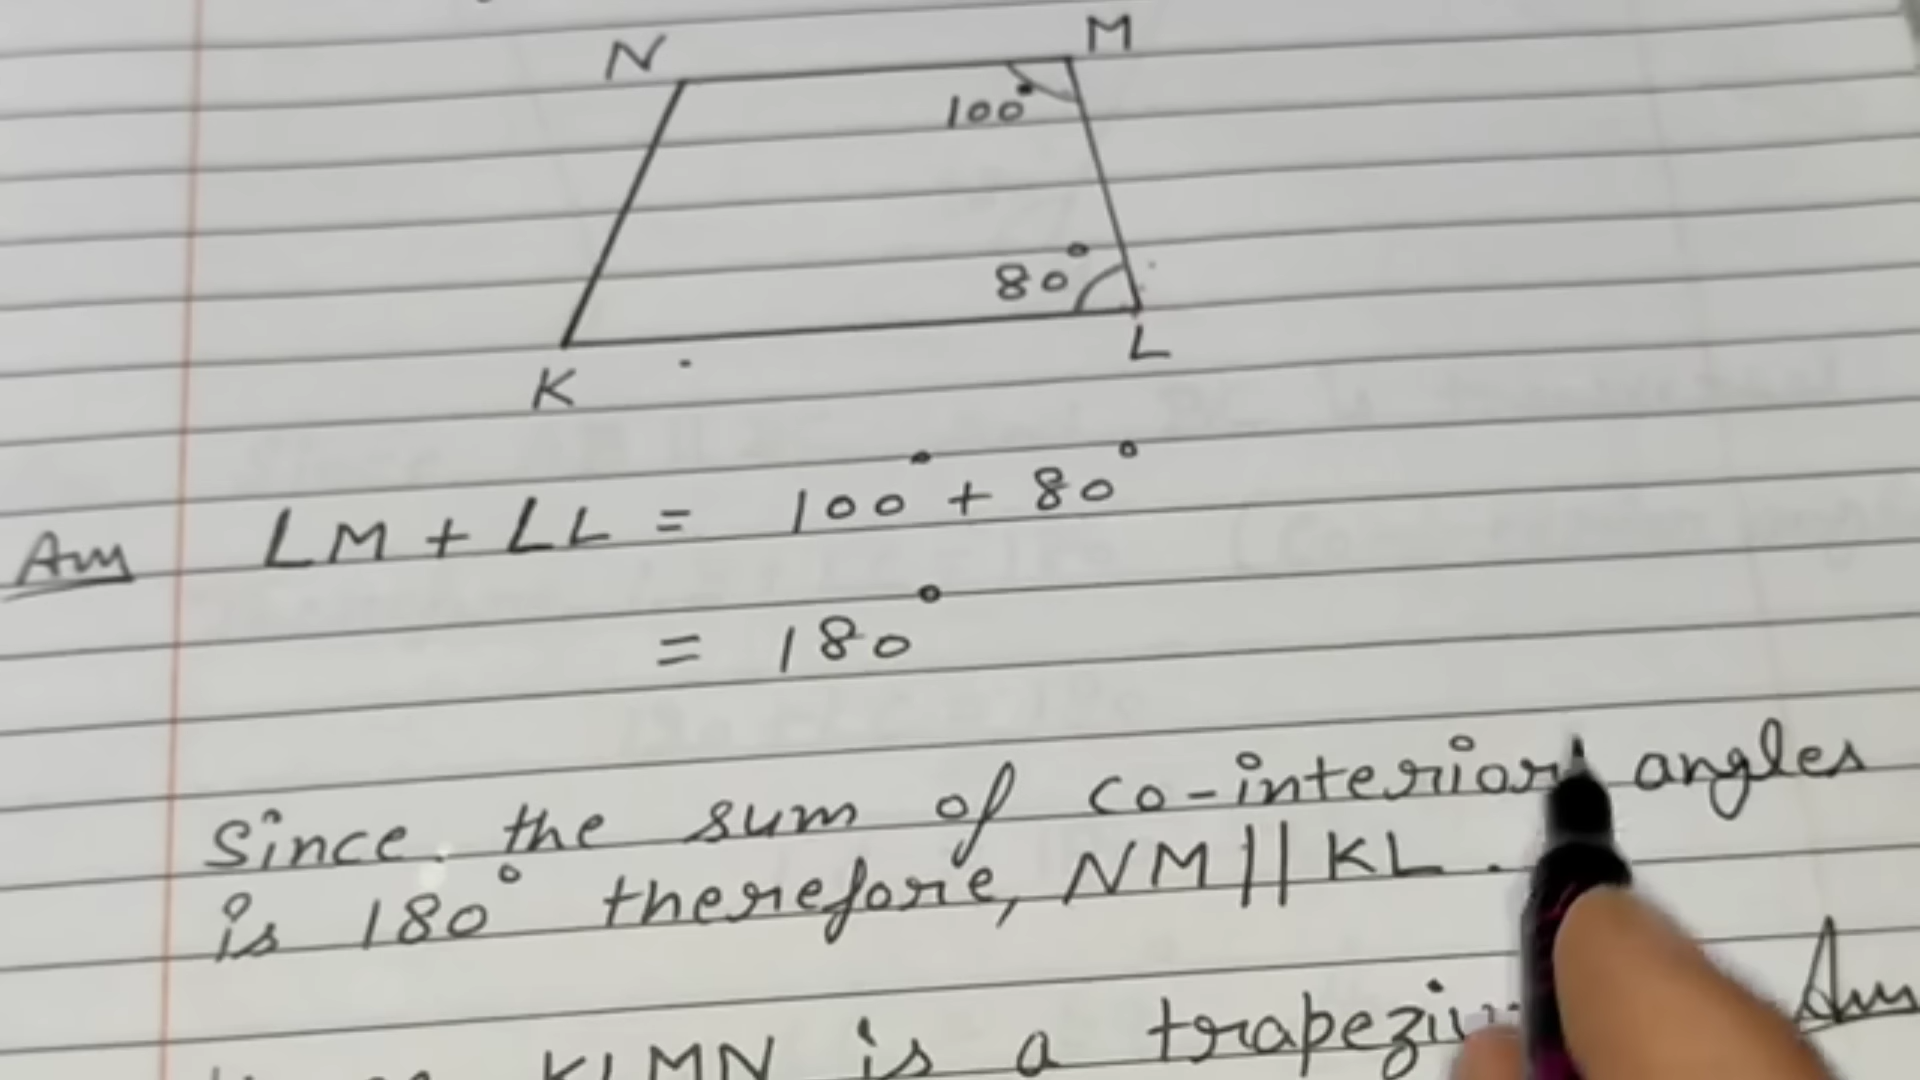 N M
100°
80°
K L
Ans ∠M + ∠L = 100° + 80°
= 180°
Since the sum of co-interior angles
is 180° therefore, NM || KL.
KLMN is a Ans